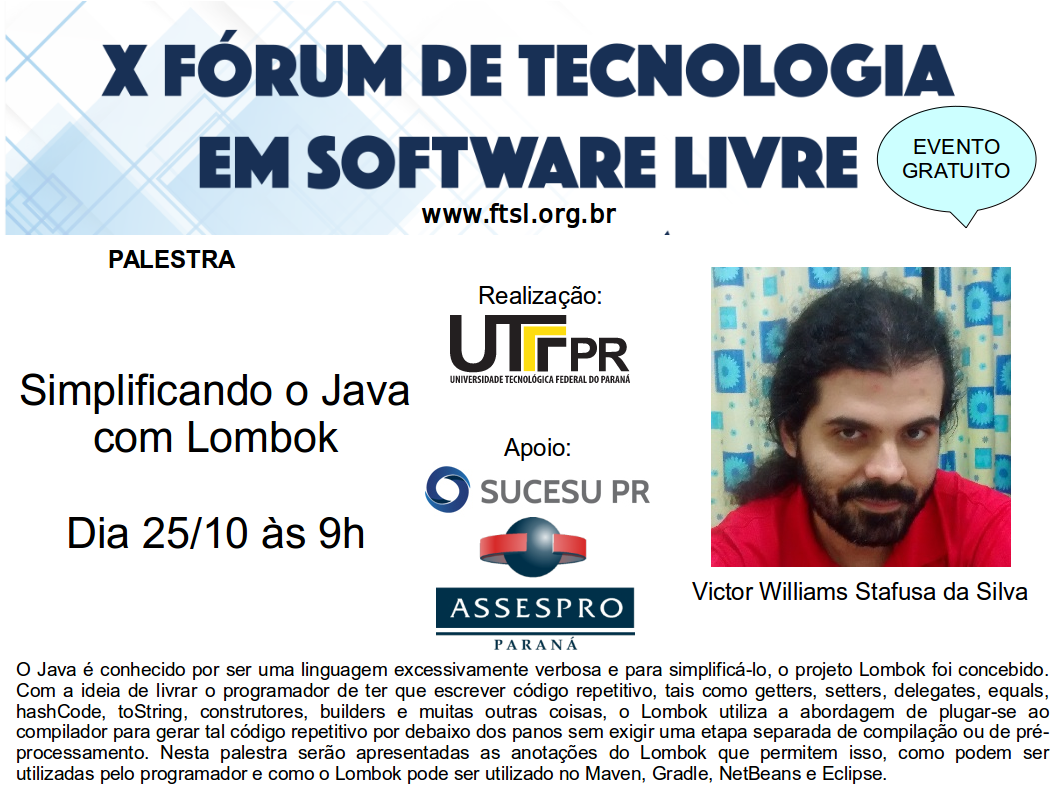 X FÓRUM DE TECNOLOGIA
EM SOFTWARE LIVRE
EVENTO
GRATUITO
www.ftsl.org.br
PALESTRA
Simplificando o Java
com Lombok
Dia 25/10 às 9h
Realização:
UTFPR
UNIVERSIDADE TECNOLÓGICA FEDERAL DO PARANÁ
Apoio:
SUCESU PR
ASSESPRO
PARANÁ
Victor Williams Stafusa da Silva
O Java é conhecido por ser uma linguagem excessivamente verbosa e para simplificá-lo, o projeto Lombok foi concebido.
Com a ideia de livrar o programador de ter que escrever código repetitivo, tais como getters, setters, delegates, equals,
hashCode, toString, construtores, builders e muitas outras coisas, o Lombok utiliza a abordagem de plugar-se ao
compilador para gerar tal código repetitivo por debaixo dos panos sem exigir uma etapa separada de compilação ou de pré-
processamento. Nesta palestra serão apresentadas as anotações do Lombok que permitem isso, como podem ser
utilizadas pelo programador e como o Lombok pode ser utilizado no Maven, Gradle, NetBeans e Eclipse.